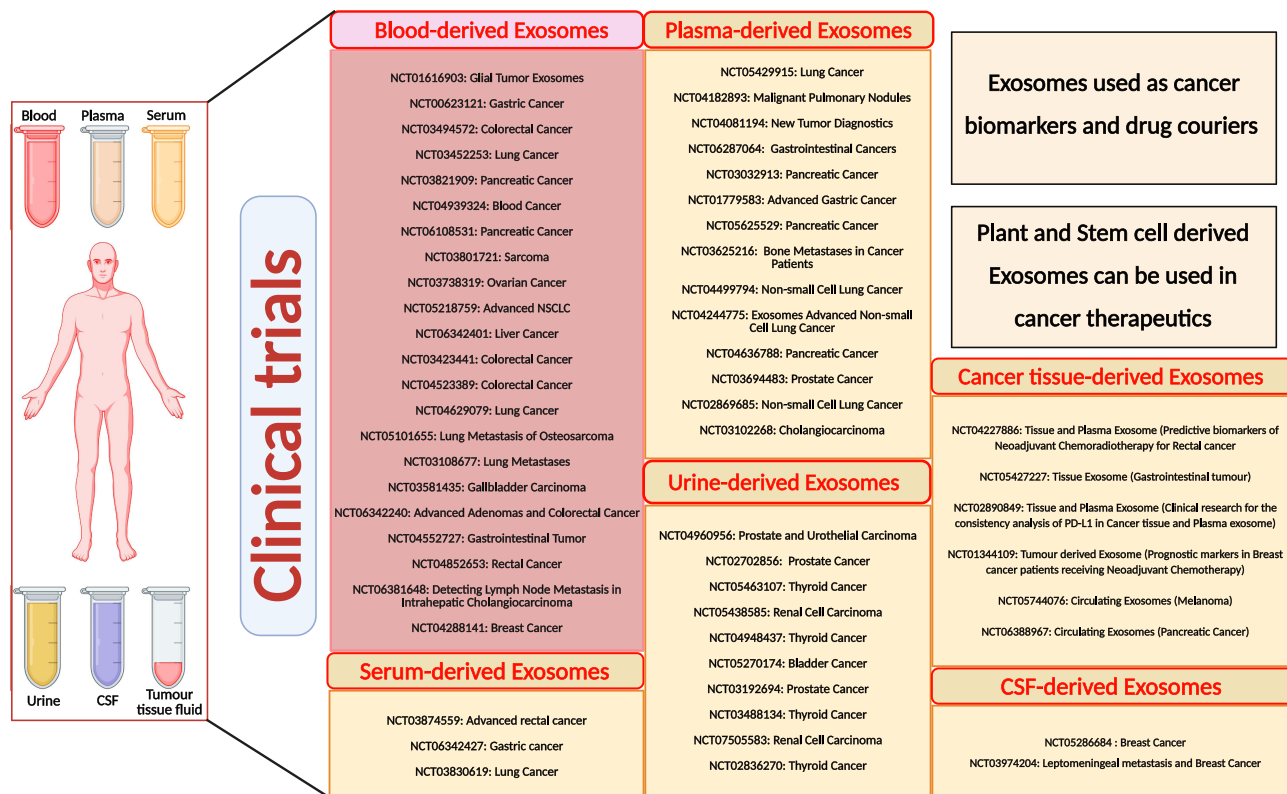 Blood
Plasma
Serum
Urine
CSF
Tumour
tissue fluid
Clinical trials
Blood-derived Exosomes
NCT01616903: Glial Tumor Exosomes
NCT00623121: Gastric Cancer
NCT03494572: Colorectal Cancer
NCT03452253: Lung Cancer
NCT03821909: Pancreatic Cancer
NCT04939324: Blood Cancer
NCT06108531: Pancreatic Cancer
NCT03801721: Sarcoma
NCT03738319: Ovarian Cancer
NCT05218759: Advanced NSCLC
NCT06342401: Liver Cancer
NCT03423441: Colorectal Cancer
NCT04523389: Colorectal Cancer
NCT04629079: Lung Cancer
NCT05101655: Lung Metastasis of Osteosarcoma
NCT03108677: Lung Metastases
NCT03581435: Gallbladder Carcinoma
NCT06342240: Advanced Adenomas and Colorectal Cancer
NCT04552727: Gastrointestinal Tumor
NCT04852653: Rectal Cancer
NCT06381648: Detecting Lymph Node Metastasis in
Intrahepatic Cholangiocarcinoma
NCT04288141: Breast Cancer
Serum-derived Exosomes
NCT03874559: Advanced rectal cancer
NCT06342427: Gastric cancer
NCT03830619: Lung Cancer
Plasma-derived Exosomes
NCT05429915: Lung Cancer
NCT04182893: Malignant Pulmonary Nodules
NCT04081194: New Tumor Diagnostics
NCT06287064: Gastrointestinal Cancers
NCT03032913: Pancreatic Cancer
NCT01779583: Advanced Gastric Cancer
NCT05625529: Pancreatic Cancer
NCT03625216: Bone Metastases in Cancer
Patients
NCT04499794: Non-small Cell Lung Cancer
NCT04244775: Exosomes Advanced Non-small
Cell Lung Cancer
NCT04636788: Pancreatic Cancer
NCT03694483: Prostate Cancer
NCT02869685: Non-small Cell Lung Cancer
NCT03102268: Cholangiocarcinoma
Urine-derived Exosomes
NCT04960956: Prostate and Urothelial Carcinoma
NCT02702856: Prostate Cancer
NCT05463107: Thyroid Cancer
NCT05438585: Renal Cell Carcinoma
NCT04948437: Thyroid Cancer
NCT05270174: Bladder Cancer
NCT03192694: Prostate Cancer
NCT03488134: Thyroid Cancer
NCT07505583: Renal Cell Carcinoma
NCT02836270: Thyroid Cancer
Exosomes used as cancer
biomarkers and drug couriers
Plant and Stem cell derived
Exosomes can be used in
cancer therapeutics
Cancer tissue-derived Exosomes
NCT04227886: Tissue and Plasma Exosome (Predictive biomarkers of
Neoadjuvant Chemoradiotherapy for Rectal cancer
NCT05427227: Tissue Exosome (Gastrointestinal tumour)
NCT02890849: Tissue and Plasma Exosome (Clinical research for the
consistency analysis of PD-L1 in Cancer tissue and Plasma exosome)
NCT01344109: Tumour derived Exosome (Prognostic markers in Breast
cancer patients receiving Neoadjuvant Chemotherapy)
NCT05744076: Circulating Exosomes (Melanoma)
NCT06388967: Circulating Exosomes (Pancreatic Cancer)
CSF-derived Exosomes
NCT05286684 : Breast Cancer
NCT03974204: Leptomeningeal metastasis and Breast Cancer